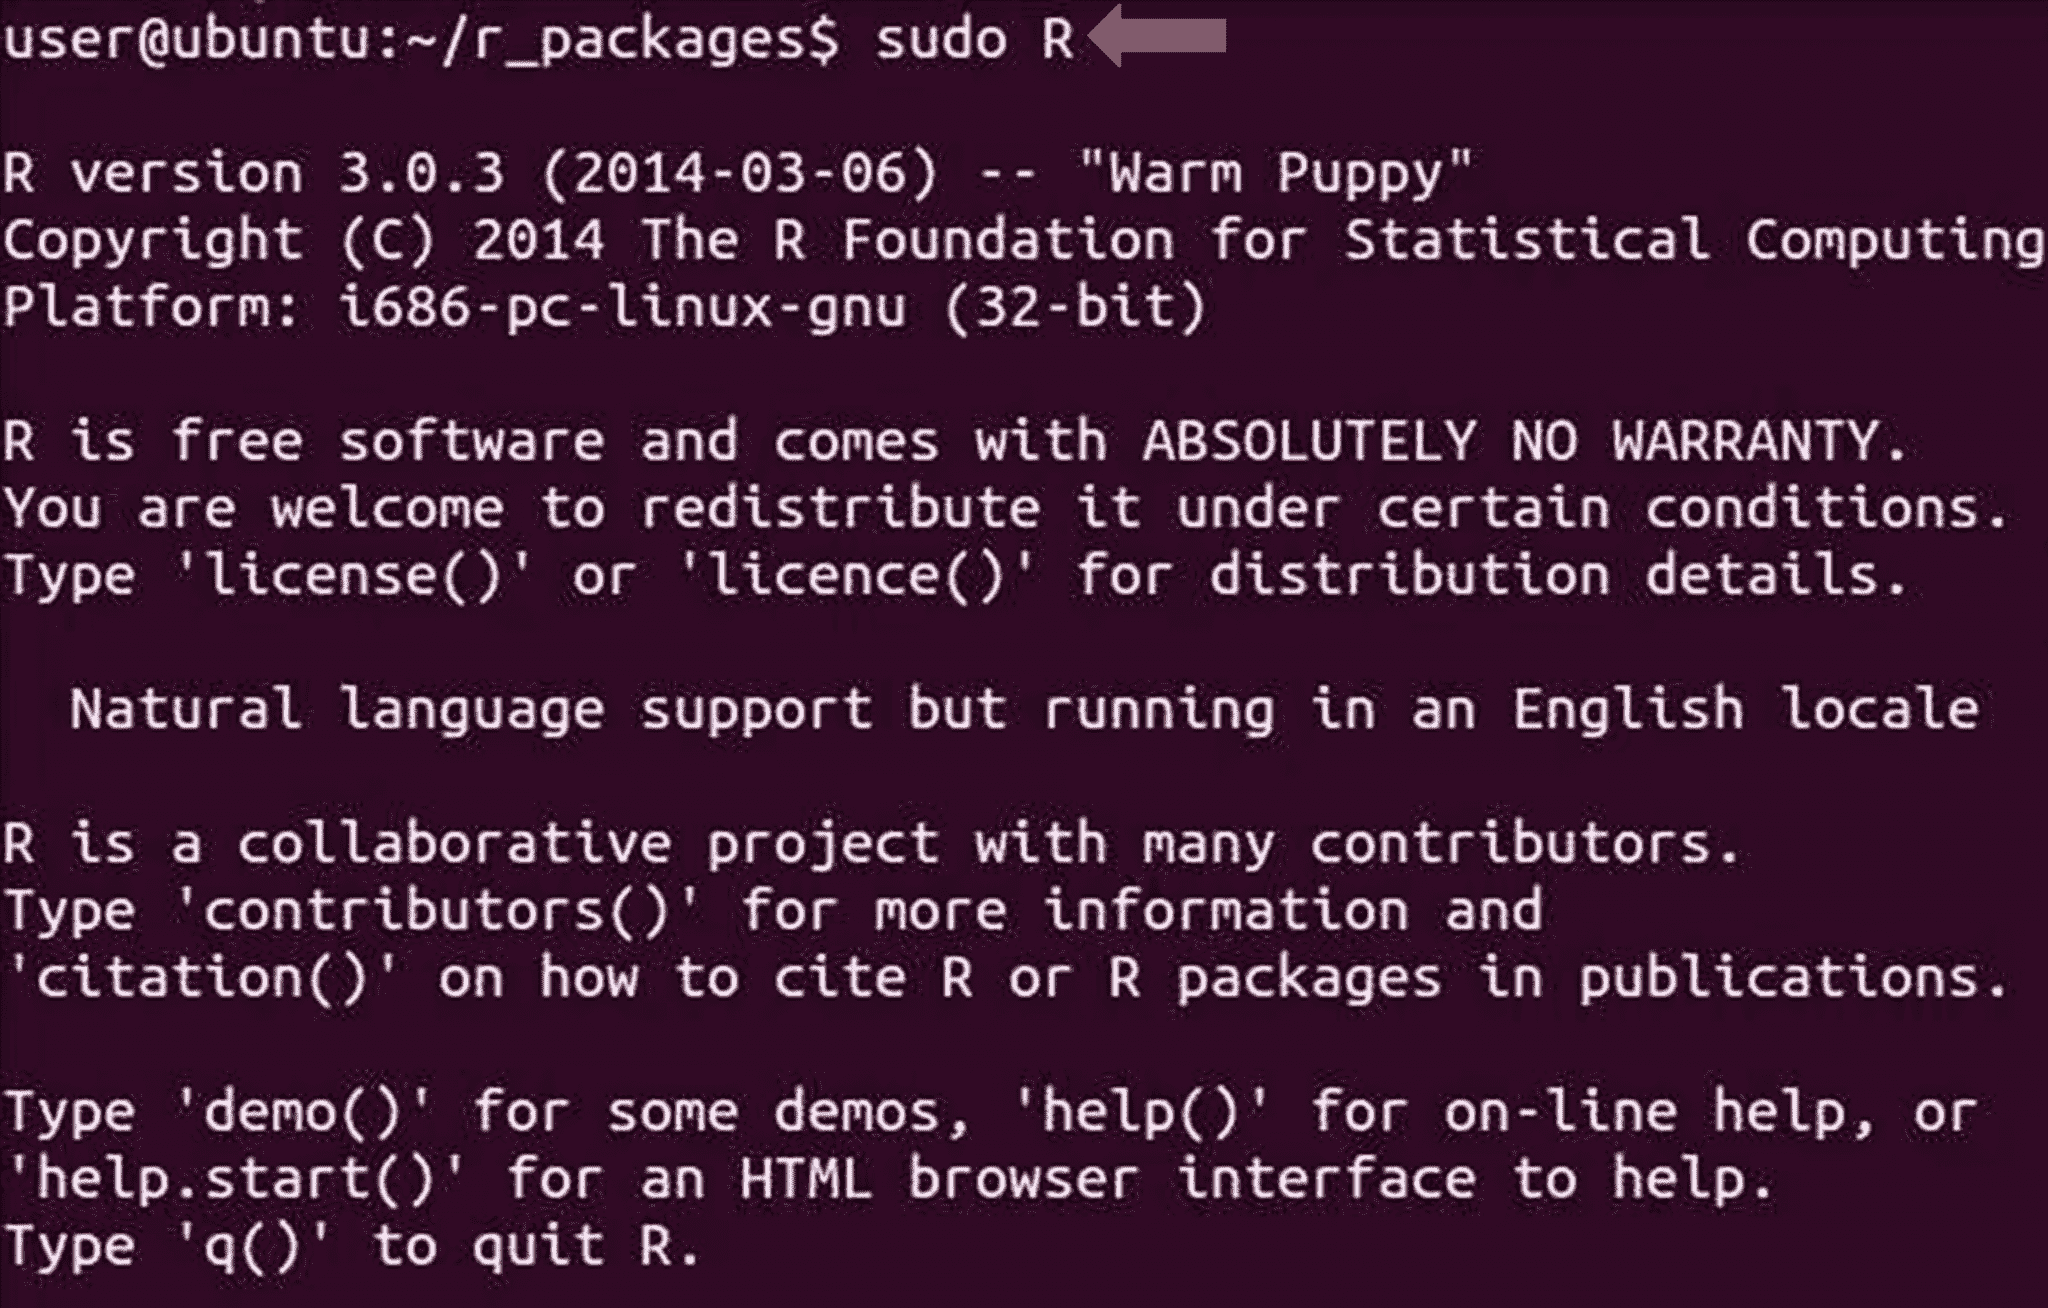 user@ubuntu:~/r_packages$ sudo R
R version 3.0.3 (2014-03-06) -- "Warm Puppy"
Copyright (C) 2014 The R Foundation for Statistical Computing
Platform: i686-pc-linux-gnu (32-bit)
R is free software and comes with ABSOLUTELY NO WARRANTY.
You are welcome to redistribute it under certain conditions.
Type 'license()' or 'licence()' for distribution details.
Natural language support but running in an English locale
R is a collaborative project with many contributors.
Type 'contributors()' for more information and
'citation()' on how to cite R or R packages in publications.
Type 'demo()' for some demos, 'help()' for on-line help, or
'help.start()' for an HTML browser interface to help.
Type 'q()' to quit R.